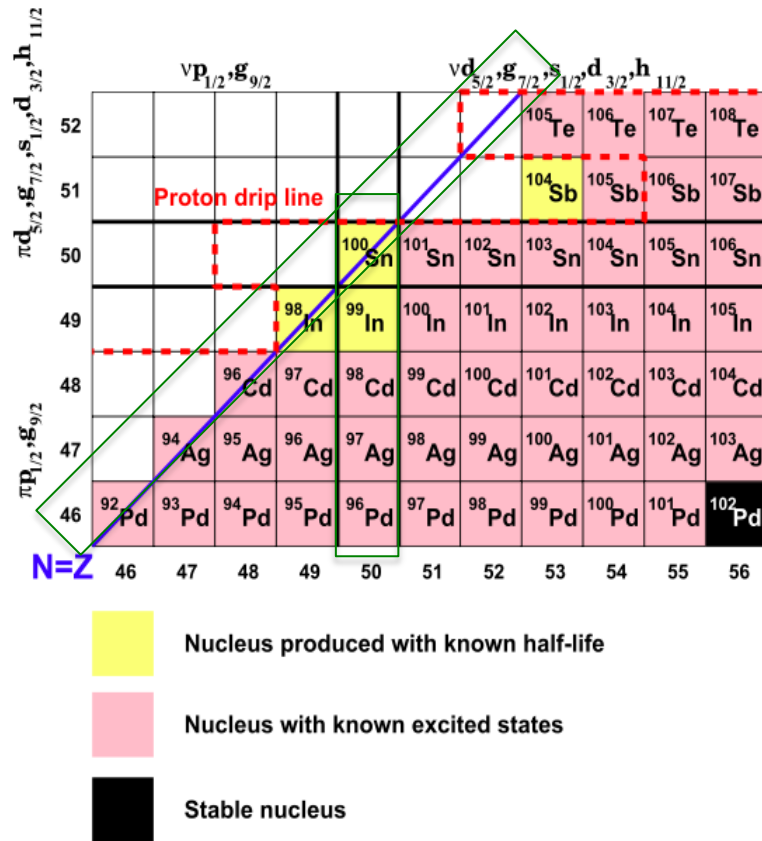 νp1/2,g9/2 νd5/2,g7/2,s1/2,d3/2,h11/2
πd5/2,g7/2,s1/2,d3/2,h11/2
πp1/2,g9/2
52 105Te 106Te 107Te 108Te
Proton drip line
51 104Sb 105Sb 106Sb 107Sb
50 100Sn 101Sn 102Sn 103Sn 104Sn 105Sn 106Sn
49 98In 99In 100In 101In 102In 103In 104In 105In
48 96Cd 97Cd 98Cd 99Cd 100Cd 101Cd 102Cd 103Cd 104Cd
47 94Ag 95Ag 96Ag 97Ag 98Ag 99Ag 100Ag 101Ag 102Ag 103Ag
46 92Pd 93Pd 94Pd 95Pd 96Pd 97Pd 98Pd 99Pd 100Pd 101Pd 102Pd
N=Z 46 47 48 49 50 51 52 53 54 55 56
Nucleus produced with known half-life
Nucleus with known excited states
Stable nucleus